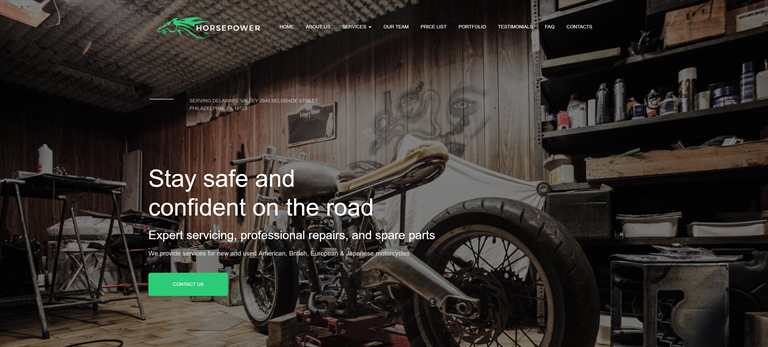 HORSEPOWER
HOME ABOUT US SERVICES OUR TEAM PRICE LIST PORTFOLIO TESTIMONIALS FAQ CONTACTS
SERVING DELAWARE VALLEY 2645 BELGRADE STREET
PHILADELPHIA, PA 19125
Stay safe and
confident on the road
Expert servicing, professional repairs, and spare parts
We provide services for new and used American, British, European & Japanese motorcycles
CONTACT US